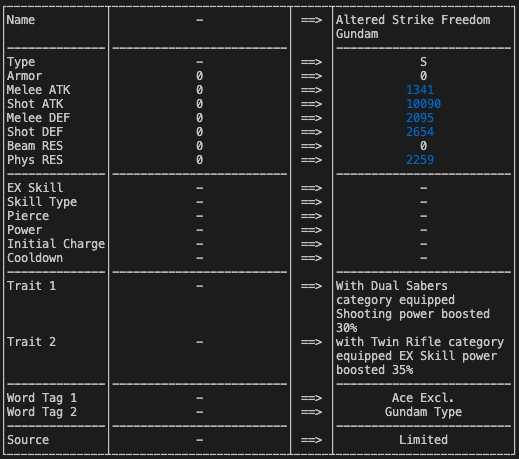 Name - ==> Altered Strike Freedom
Gundam
Type - ==> S
Armor 0 ==> 0
Melee ATK 0 ==> 1341
Shot ATK 0 ==> 10090
Melee DEF 0 ==> 2095
Shot DEF 0 ==> 2654
Beam RES 0 ==> 0
Phys RES 0 ==> 2259
EX Skill - ==> -
Skill Type - ==> -
Pierce - ==> -
Power - ==> -
Initial Charge - ==> -
Cooldown - ==> -
Trait 1 - ==> With Dual Sabers
category equipped
Shooting power boosted
30%
Trait 2 - ==> with Twin Rifle category
equipped EX Skill power
boosted 35%
Word Tag 1 - ==> Ace Excl.
Word Tag 2 - ==> Gundam Type
Source - ==> Limited